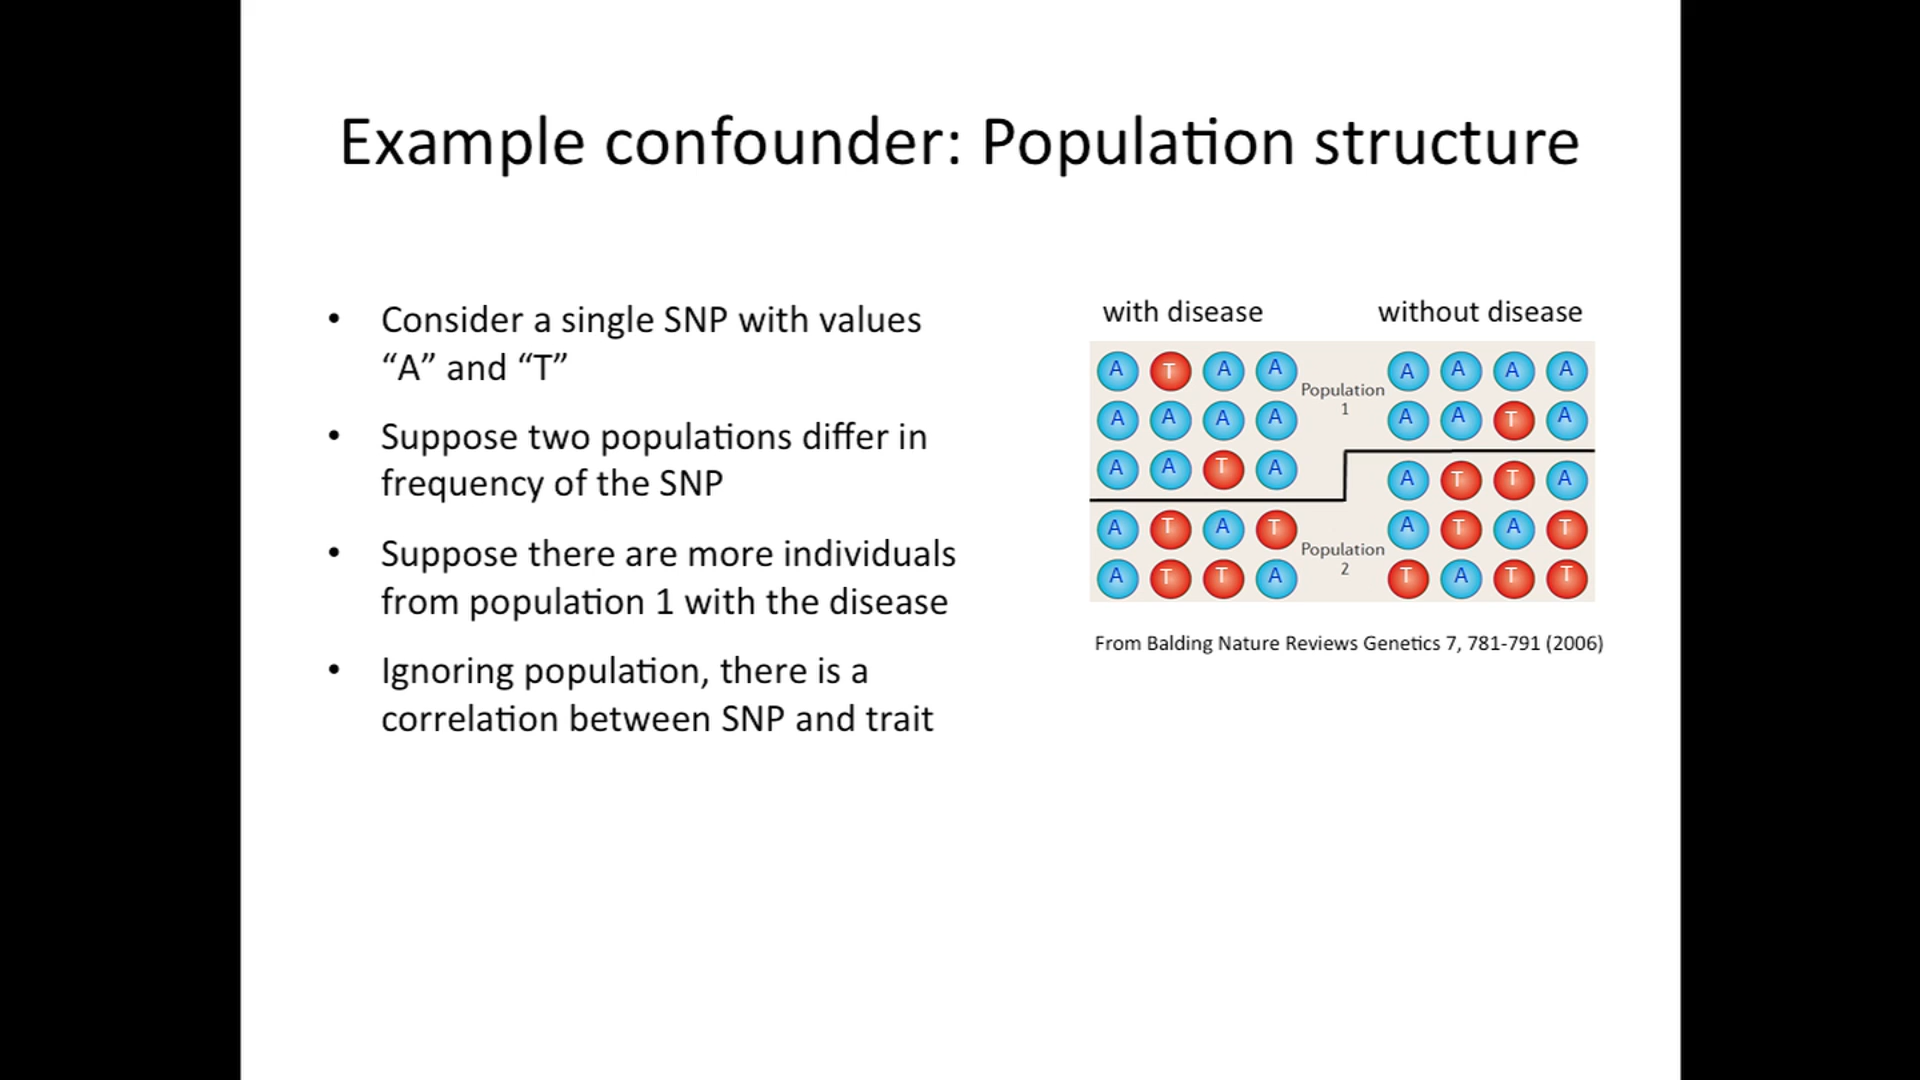 Example confounder: Population structure
• Consider a single SNP with values
“A” and “T”
• Suppose two populations differ in
frequency of the SNP
• Suppose there are more individuals
from population 1 with the disease
• Ignoring population, there is a
correlation between SNP and trait
with disease without disease
A T A A Population 1 A A A A
A A A A A A T A
A A T A
A T T A
A T A T Population 2 A T A T
A T T A T A T T
From Balding Nature Reviews Genetics 7, 781-791 (2006)